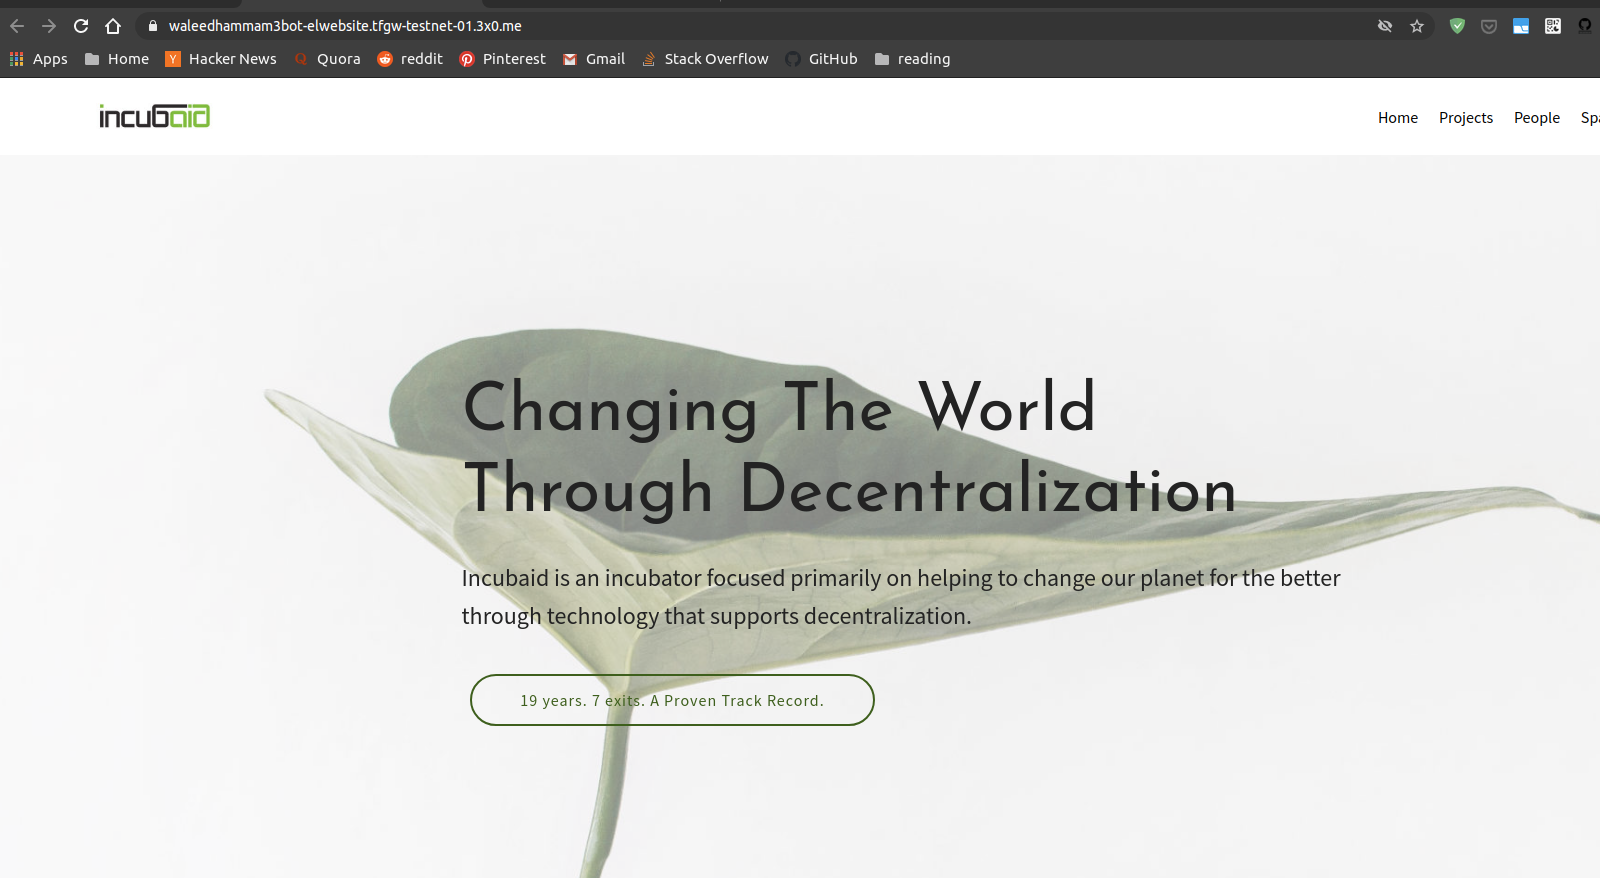 waleedhammam3bot-elwebsite.tfgw-testnet-01.3x0.me
Apps Home Hacker News Quora reddit Pinterest Gmail Stack Overflow GitHub reading
incubaid
Home Projects People Spa
Changing The World
Through Decentralization
Incubaid is an incubator focused primarily on helping to change our planet for the better
through technology that supports decentralization.
19 years. 7 exits. A Proven Track Record.